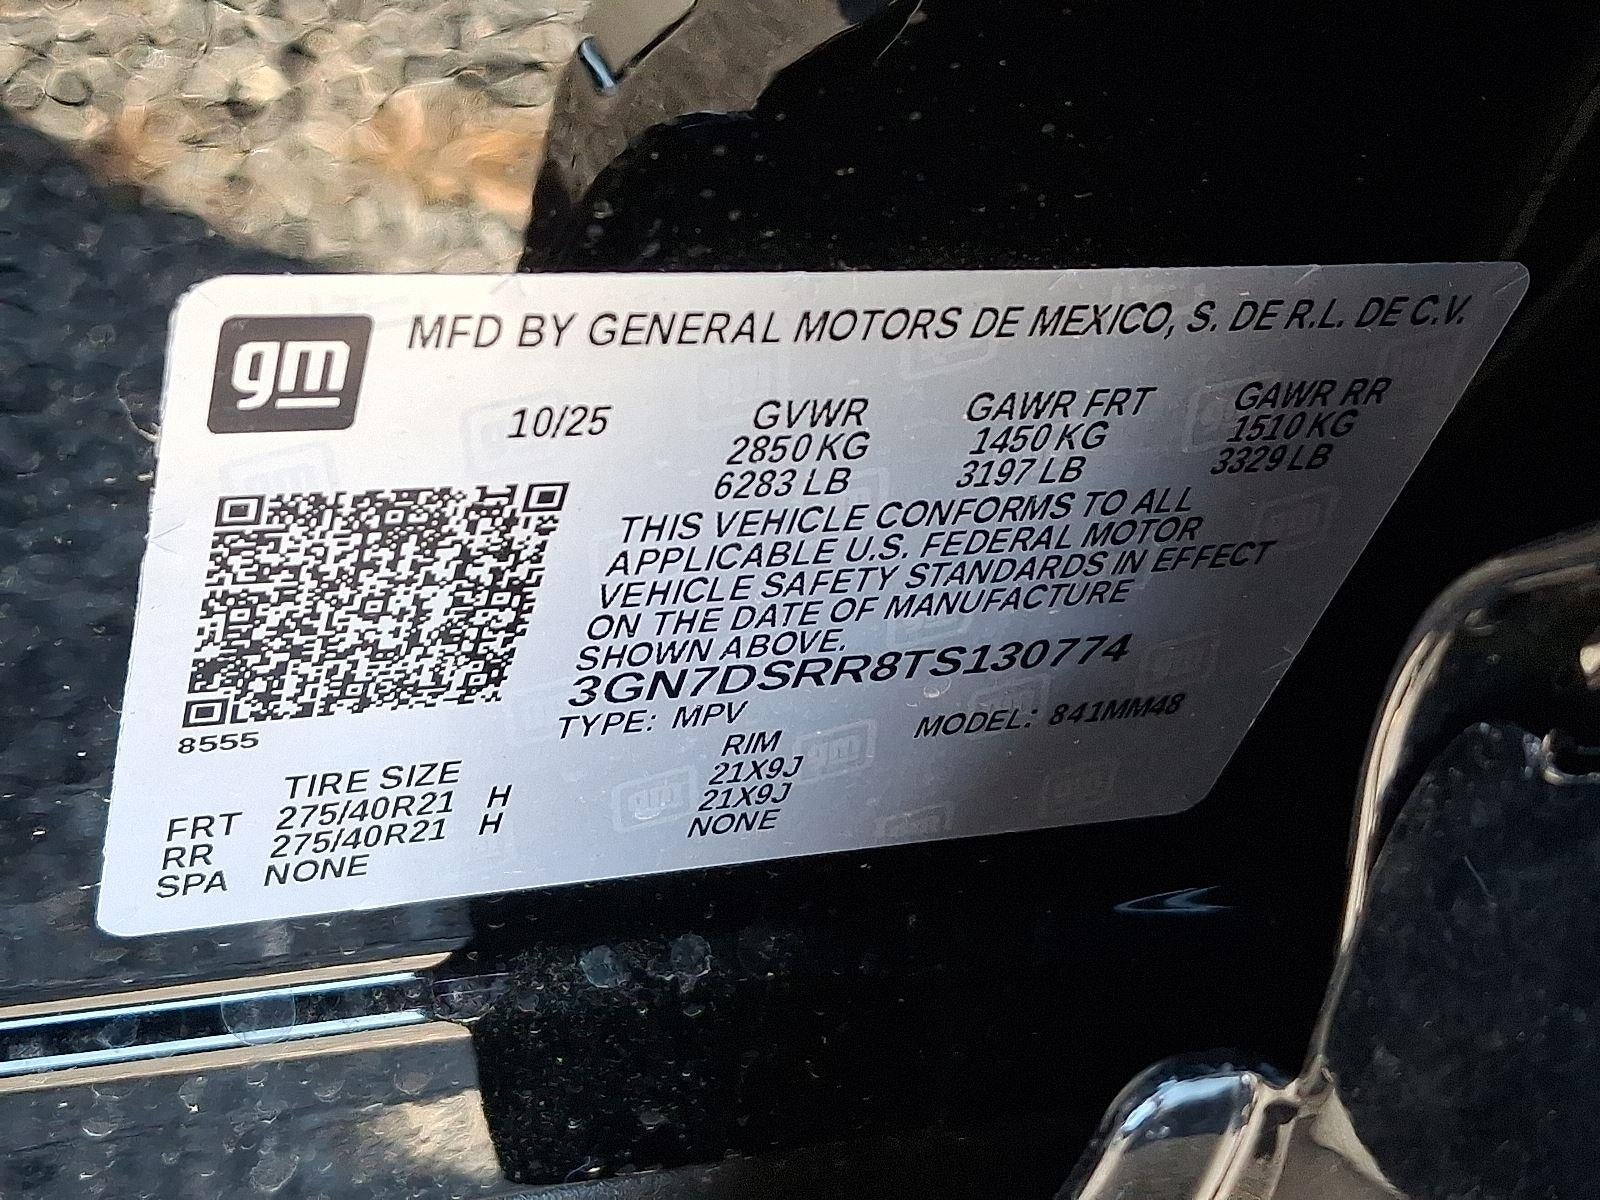 gm
MFD BY GENERAL MOTORS DE MEXICO, S. DE R.L. DE C.V.
10/25 GVWR GAWR FRT GAWR RR
2850 KG 1450 KG 1510 KG
6283 LB 3197 LB 3329 LB
THIS VEHICLE CONFORMS TO ALL
APPLICABLE U.S. FEDERAL MOTOR
VEHICLE SAFETY STANDARDS IN EFFECT
ON THE DATE OF MANUFACTURE
SHOWN ABOVE.
3GN7DSRR8TS130774
TYPE: MPV MODEL: 841MM48
8555
TIRE SIZE RIM
FRT 275/40R21 H 21X9J
RR 275/40R21 H 21X9J
SPA NONE NONE